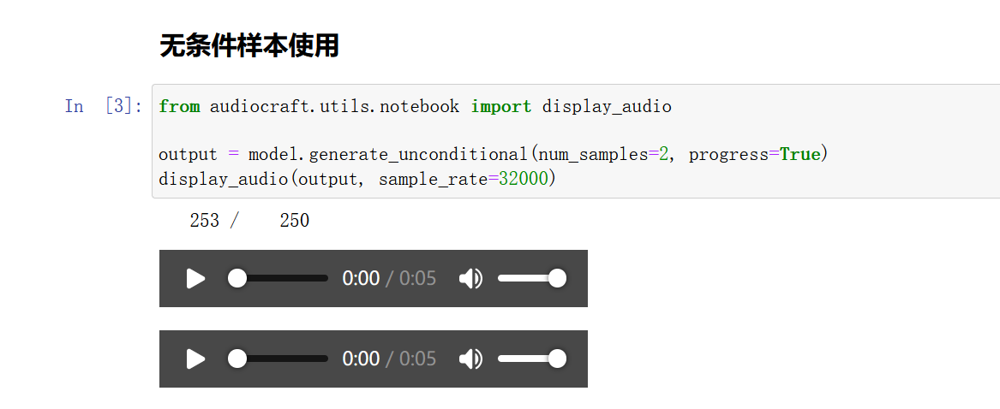 无条件样本使用
In [3]: from audiocraft.utils.notebook import display_audio
output = model.generate_unconditional(num_samples=2, progress=True)
display_audio(output, sample_rate=32000)
253 / 250
0:00 / 0:05
0:00 / 0:05